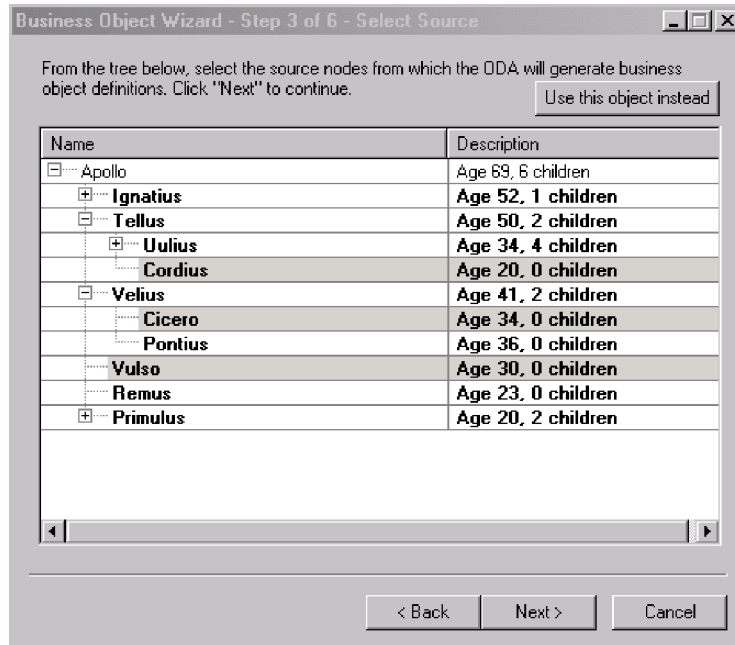 Business Object Wizard - Step 3 of 6 - Select Source
From the tree below, select the source nodes from which the ODA will generate business
object definitions. Click "Next" to continue.
Use this object instead
Name Description
Apollo Age 69, 6 children
Ignatius Age 52, 1 children
Tellus Age 50, 2 children
Uulius Age 34, 4 children
Cordius Age 20, 0 children
Velius Age 41, 2 children
Cicero Age 34, 0 children
Pontius Age 36, 0 children
Vulso Age 30, 0 children
Remus Age 23, 0 children
Primulus Age 20, 2 children
< Back Next > Cancel